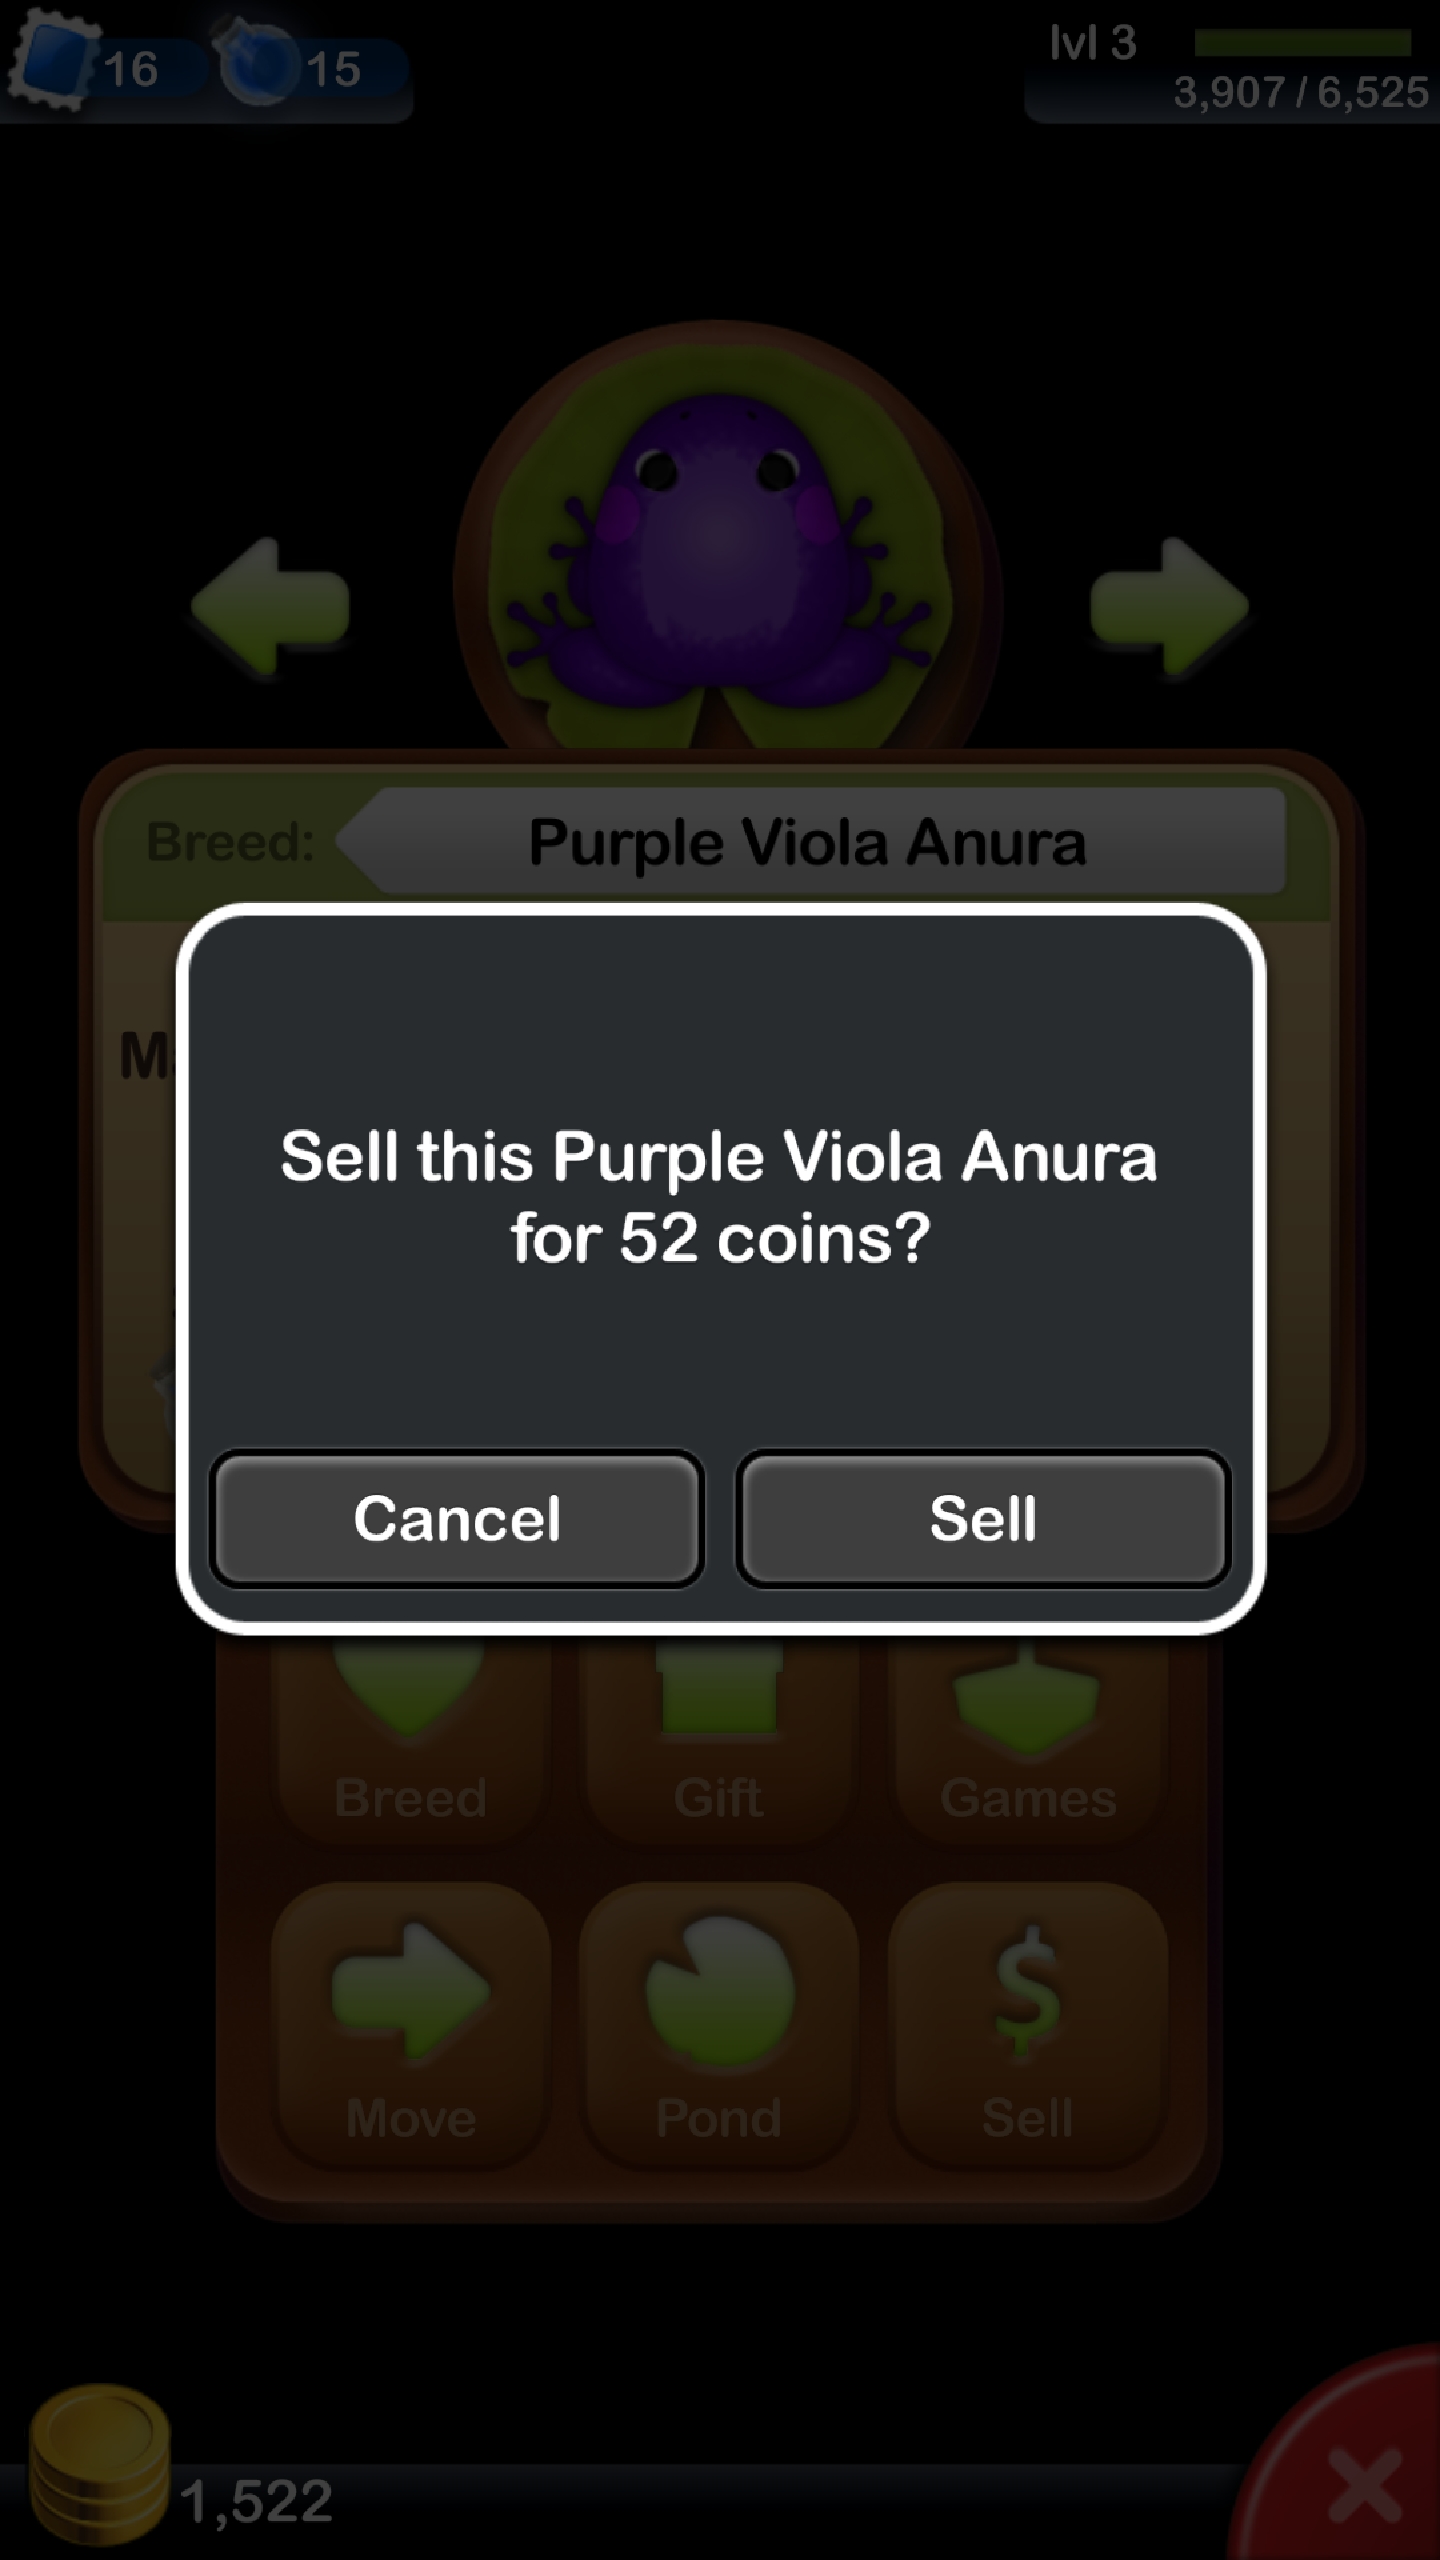 16
15
lvl 3
3,907 / 6,525
Breed:
Purple Viola Anura
Sell this Purple Viola Anura
for 52 coins?
Cancel
Sell
Breed
Gift
Games
Move
Pond
$
Sell
1,522